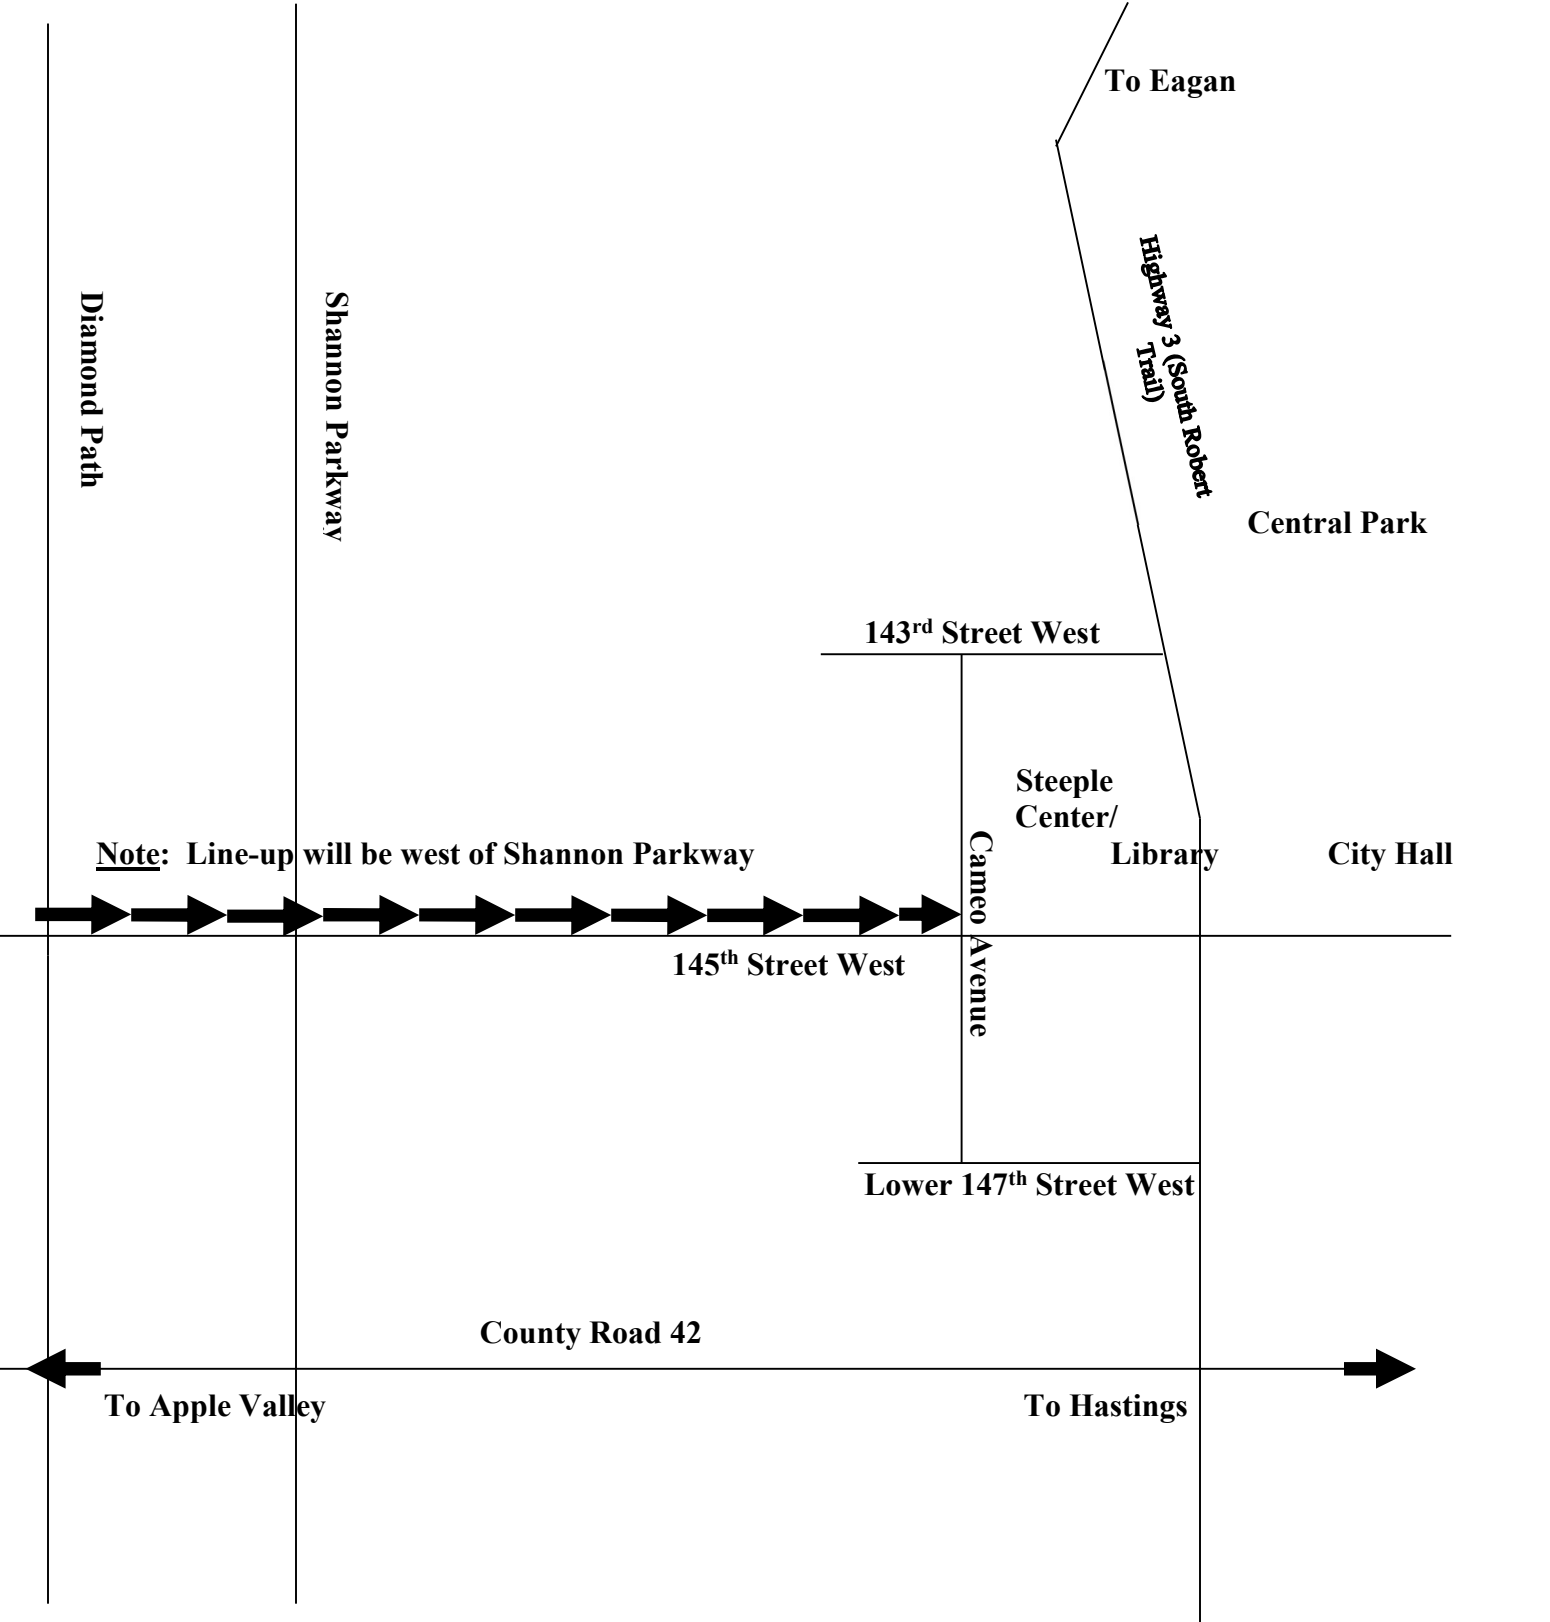 To Eagan
Highway 3 (South Robert
Trail)
Diamond Path
Shannon Parkway
Central Park
143rd Street West
Steeple
Center/
Library
City Hall
Note: Line-up will be west of Shannon Parkway
Cameo Avenue
145th Street West
Lower 147th Street West
County Road 42
To Apple Valley
To Hastings